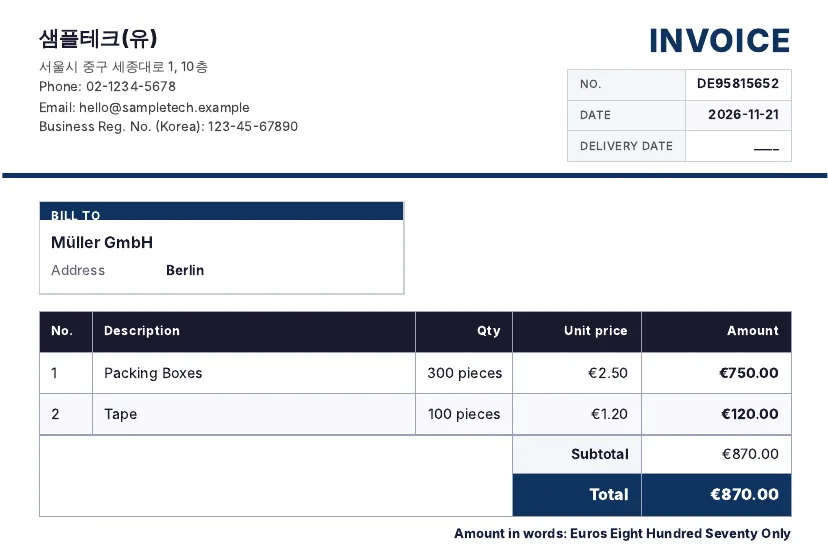 샘플테크(유)
서울시 중구 세종대로 1, 10층
Phone: 02-1234-5678
Email: hello@sampletech.example
Business Reg. No. (Korea): 123-45-67890
INVOICE
NO. DE95815652
DATE 2026-11-21
DELIVERY DATE ____
BILL TO
Müller GmbH
Address Berlin
No. Description Qty Unit price Amount
1 Packing Boxes 300 pieces €2.50 €750.00
2 Tape 100 pieces €1.20 €120.00
Subtotal €870.00
Total €870.00
Amount in words: Euros Eight Hundred Seventy Only